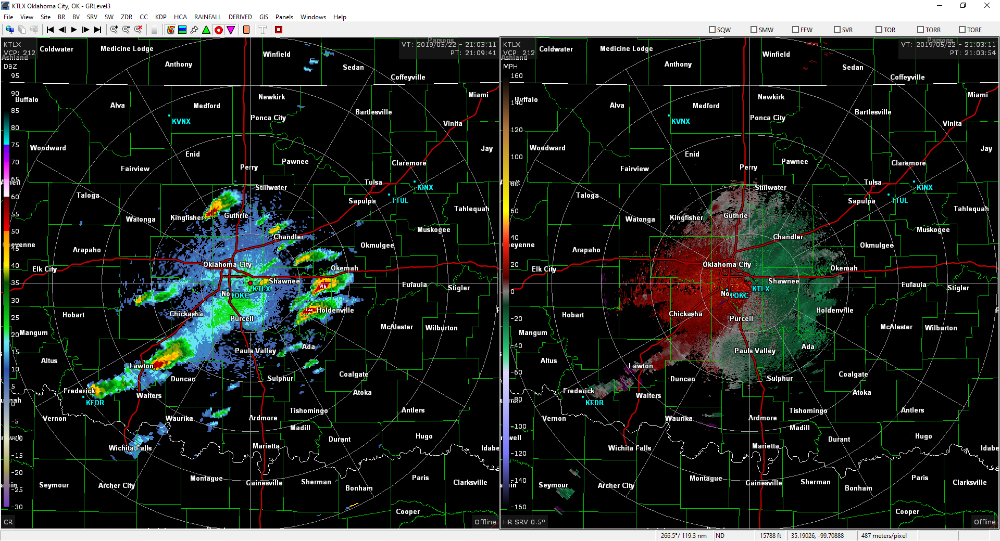 KTLX Oklahoma City, OK - GRLevel3
File View Site BR BV SRV SW ZDR CC KDP HCA RAINFALL DERIVED GIS Panels Windows Help
SQW SMW FFW SVR TOR TORR TORE
KTLX
VCP: 212
DBZ
VT: 2019/05/22 - 21:03:11
PT: 21:09:41
Parsons
Coldwater
Medicine Lodge
Winfield
Ashland
Anthony
Sedan
Coffeyville
Buffalo
Alva
Medford
Newkirk
Miami
Bartlesville
Ponca City
KVNX
Vinita
Woodward
Enid
Jay
Pawnee
Fairview
Perry
Claremore
Tulsa
Stillwater
KINX
Taloga
Sapulpa
TTUL
Tahlequah
Kingfisher
Guthrie
Watonga
Muskogee
Chandler
Okmulgee
Arapaho
Oklahoma City
Elk City
Okemah
Shawnee
Eufaula
Stigler
KTLX
No
TOKC
Hobart
Chickasha
Purcell
Holdenville
McAlester
Wilburton
Mangum
Ada
Pauls Valley
Altus
Lawton
Duncan
Sulphur
Coalgate
Frederick
Walters
Atoka
KFDR
Vernon
Waurika
Ardmore
Tishomingo
Antlers
Madill
Hugo
Durant
Wichita Falls
Marietta
Idabe
Montague
Gainesville
Sherman
Paris
Clarksville
Seymour
Archer City
Bonham
Cooper
95
90
85
80
75
70
65
60
55
50
45
40
35
30
25
20
15
10
5
0
-5
-10
-15
-20
-25
-30
CR
Offline
KTLX
VCP: 212
MPH
VT: 2019/05/22 - 21:03:11
PT: 21:03:54
Parsons
Coldwater
Medicine Lodge
Winfield
Ashland
Anthony
Sedan
Coffeyville
Buffalo
Alva
Medford
Newkirk
Miami
Bartlesville
Ponca City
KVNX
Vinita
Woodward
Enid
Jay
Pawnee
Fairview
Perry
Claremore
Tulsa
Stillwater
KINX
Taloga
Sapulpa
TTUL
Tahlequah
Kingfisher
Guthrie
Watonga
Muskogee
Chandler
Okmulgee
Arapaho
Oklahoma City
Elk City
Okemah
Shawnee
Eufaula
Stigler
KTLX
No
TOKC
Hobart
Chickasha
Purcell
Holdenville
McAlester
Wilburton
Mangum
Ada
Pauls Valley
Altus
Lawton
Duncan
Sulphur
Coalgate
Frederick
Walters
Atoka
KFDR
Vernon
Waurika
Ardmore
Tishomingo
Antlers
Madill
Hugo
Durant
Wichita Falls
Marietta
Idabe
Montague
Gainesville
Sherman
Paris
Clarksville
Seymour
Archer City
Bonham
Cooper
160
140
120
100
80
60
40
20
0
-20
-40
-60
-80
-100
-120
-140
-160
HR SRV 0.5°
Offline
266.5°/ 119.3 nm
ND
15788 ft
35.19026, -99.70888
487 meters/pixel